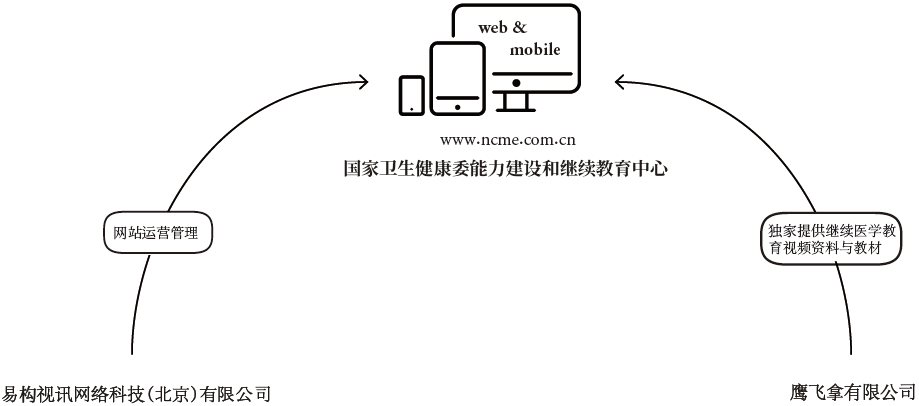 web &
mobile
www.ncme.com.cn
国家卫生健康委能力建设和继续教育中心
网站运营管理
独家提供继续医学教
育视频资料与教材
易构视讯网络科技(北京)有限公司
鹰飞拿有限公司